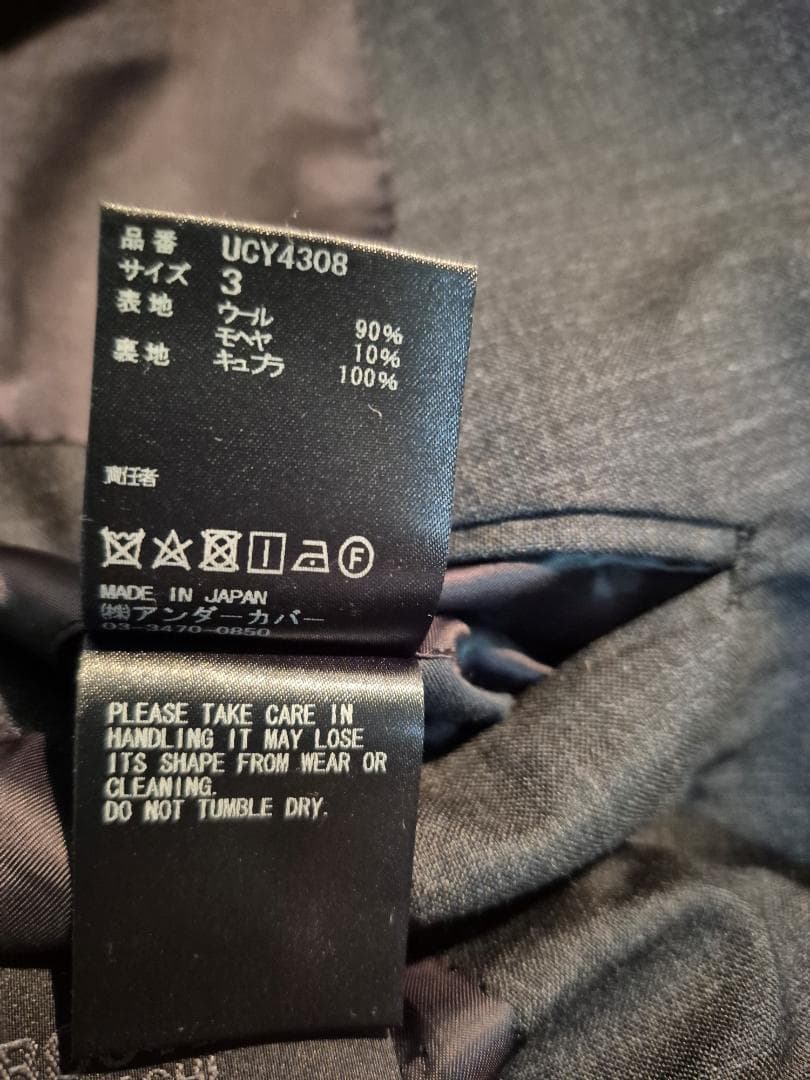 品番 UCY4308
サイズ 3
表地 ウール 90%
モヘヤ 10%
裏地 キュプラ 100%
責任者
F
MADE IN JAPAN
㈱アンダーカバー
03-3470-0850
PLEASE TAKE CARE IN
HANDLING IT MAY LOSE
ITS SHAPE FROM WEAR OR
CLEANING.
DO NOT TUMBLE DRY.